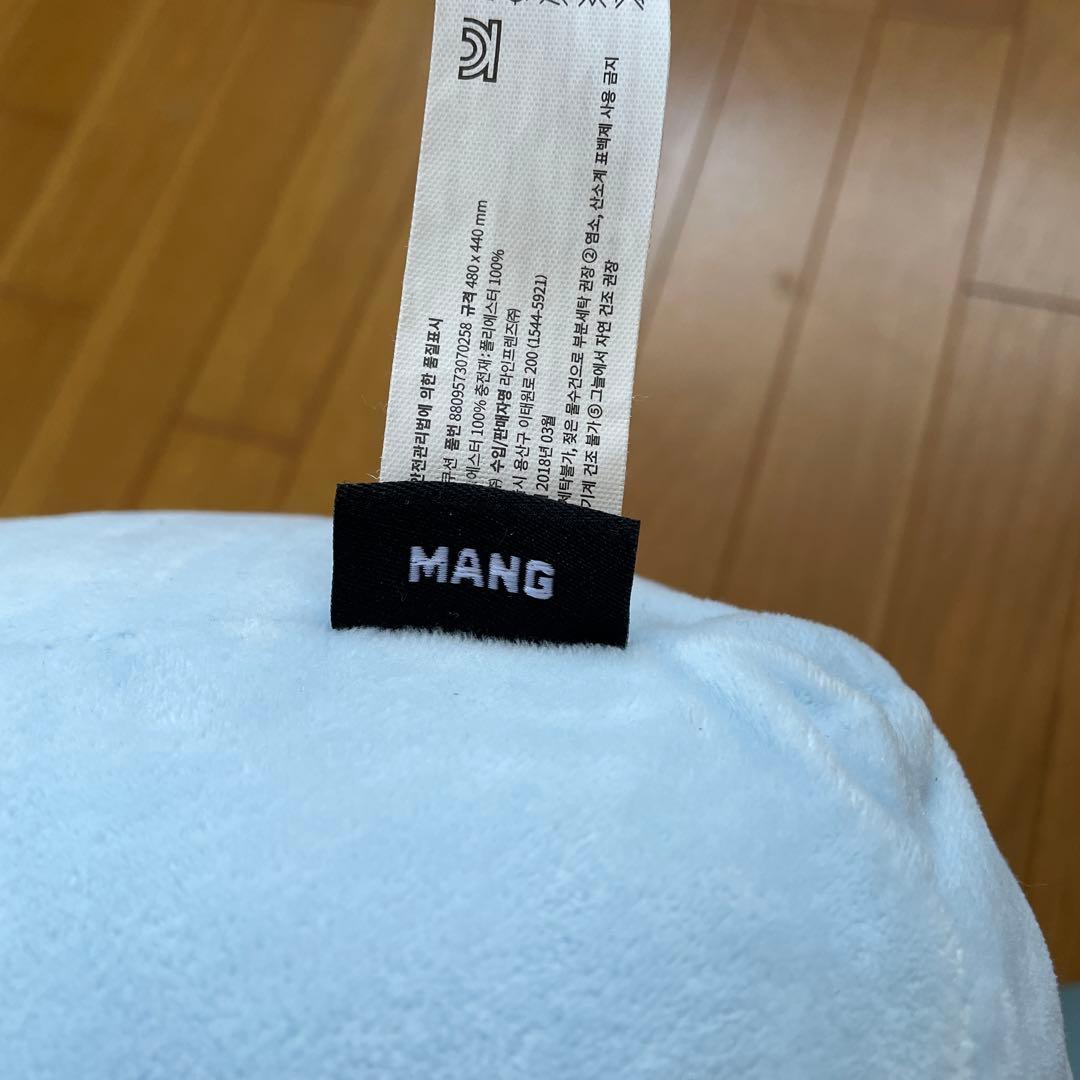 안전관리법에 의한 품질표시
쿠션 품번 8809573070258 규격 480 x 440 mm
에스터 100% 충전재 : 폴리에스터 100%
㈜ 수입/판매자명 라인프렌즈㈜
시 용산구 이태원로 200 (1544-5921)
2018년 03월
세탁불가, 젖은 물수건으로 부분세탁 권장 ② 염소, 산소계 표백제 사용 금지
기계 건조 불가 ⑤ 그늘에서 자연 건조 권장
MANG